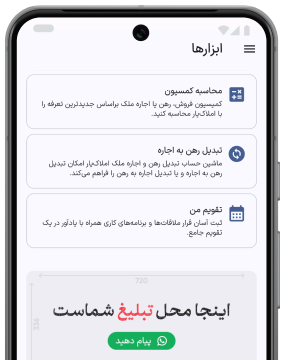 ابزارها
محاسبه کمسیون
کمیسیون فروش، رهن یا اجاره ملک براساس جدیدترین تعرفه را
با املاک‌یار محاسبه کنید.
تبدیل رهن به اجاره
ماشین حساب تبدیل رهن و اجاره ملک املاک‌یار امکان تبدیل
رهن به اجاره و یا تبدیل اجاره به رهن را فراهم می‌کند.
تقویم من
ثبت آسان قرار ملاقات‌ها و برنامه‌های کاری همراه با یادآور در یک
تقویم جامع.
720
اینجا محل تبلیغ شماست
پیام دهید